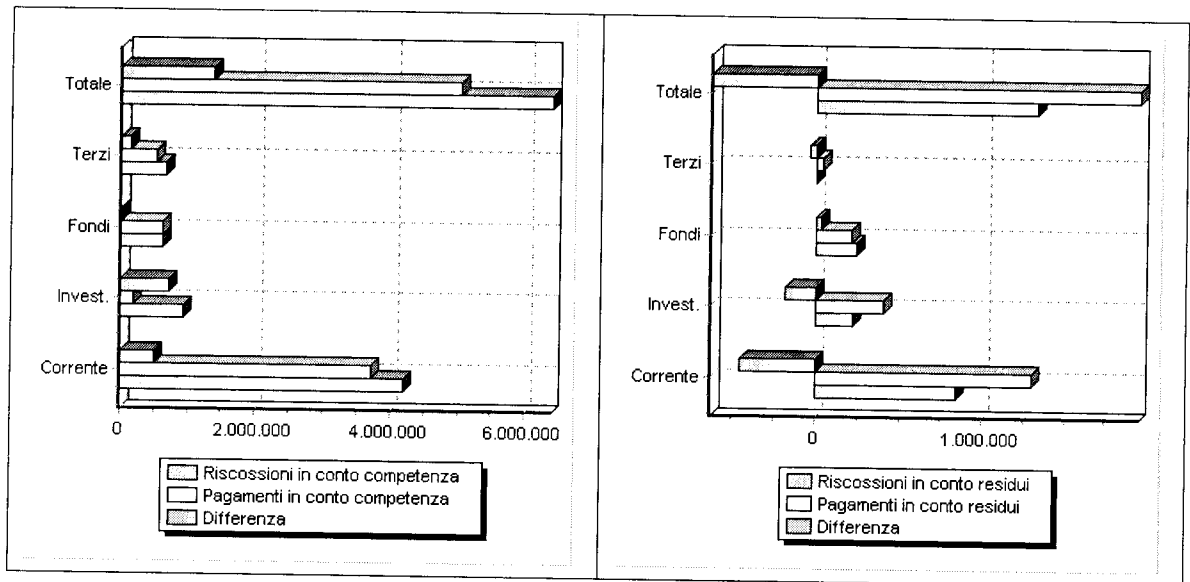 Totale
Terzi
Fondi
Invest.
Corrente
0
2.000.000
4.000.000
6.000.000
Riscossioni in conto competenza
Pagamenti in conto competenza
Differenza
Totale
Terzi
Fondi
Invest.
Corrente
0
1.000.000
Riscossioni in conto residui
Pagamenti in conto residui
Differenza